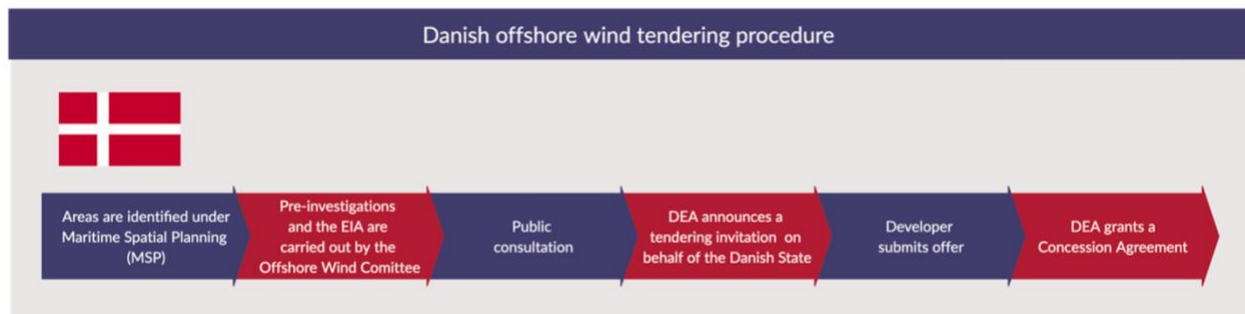 Danish offshore wind tendering procedure
Areas are identified under
Maritime Spatial Planning
(MSP)
Pre-investigations
and the EIA are
carried out by the
Offshore Wind Comittee
Public
consultation
DEA announces a
tendering invitation on
behalf of the Danish State
Developer
submits offer
DEA grants a
Concession Agreement